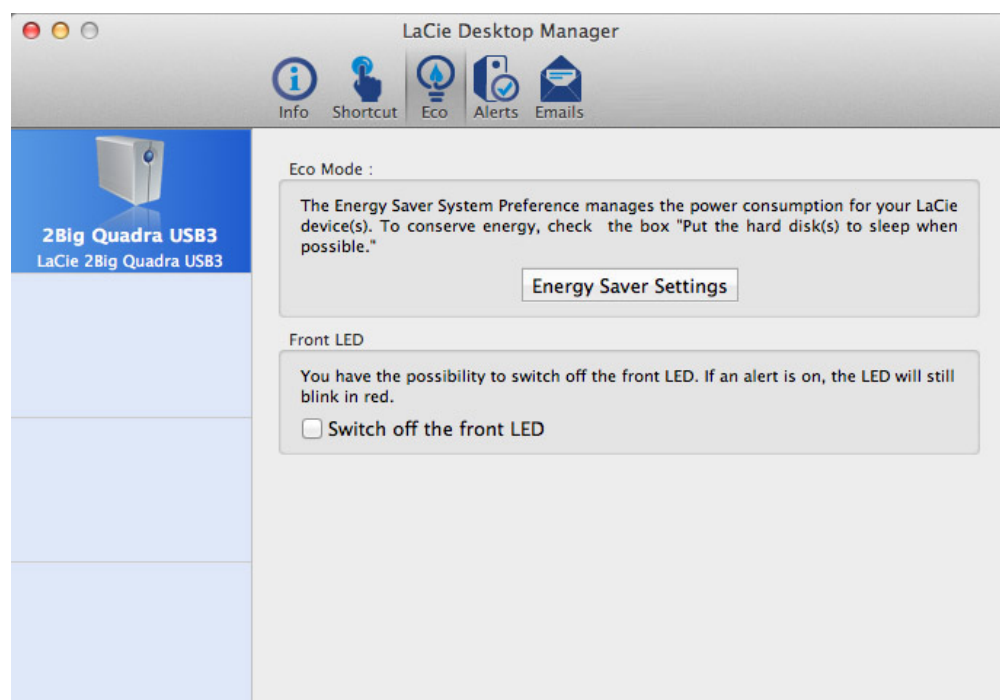 LaCie Desktop Manager
Info Shortcut Eco Alerts Emails
2Big Quadra USB3
LaCie 2Big Quadra USB3
Eco Mode :
The Energy Saver System Preference manages the power consumption for your LaCie
device(s). To conserve energy, check the box "Put the hard disk(s) to sleep when
possible."
Energy Saver Settings
Front LED
You have the possibility to switch off the front LED. If an alert is on, the LED will still
blink in red.
Switch off the front LED